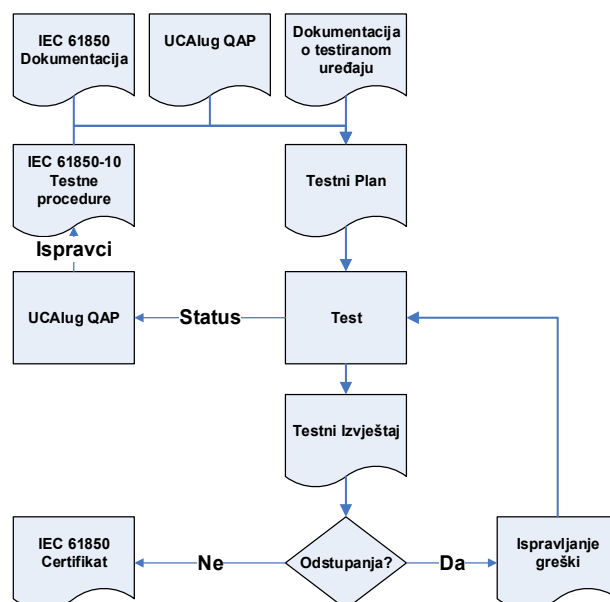 IEC 61850
Dokumentacija
UCAlug QAP
Dokumentacija
o testiranom
uređaju
IEC 61850-10
Testne
procedure
Testni Plan
Ispravci
UCAlug QAP
Status
Test
Testni Izvještaj
IEC 61850
Certifikat
Ne
Odstupanja?
Da
Ispravljanje
greški